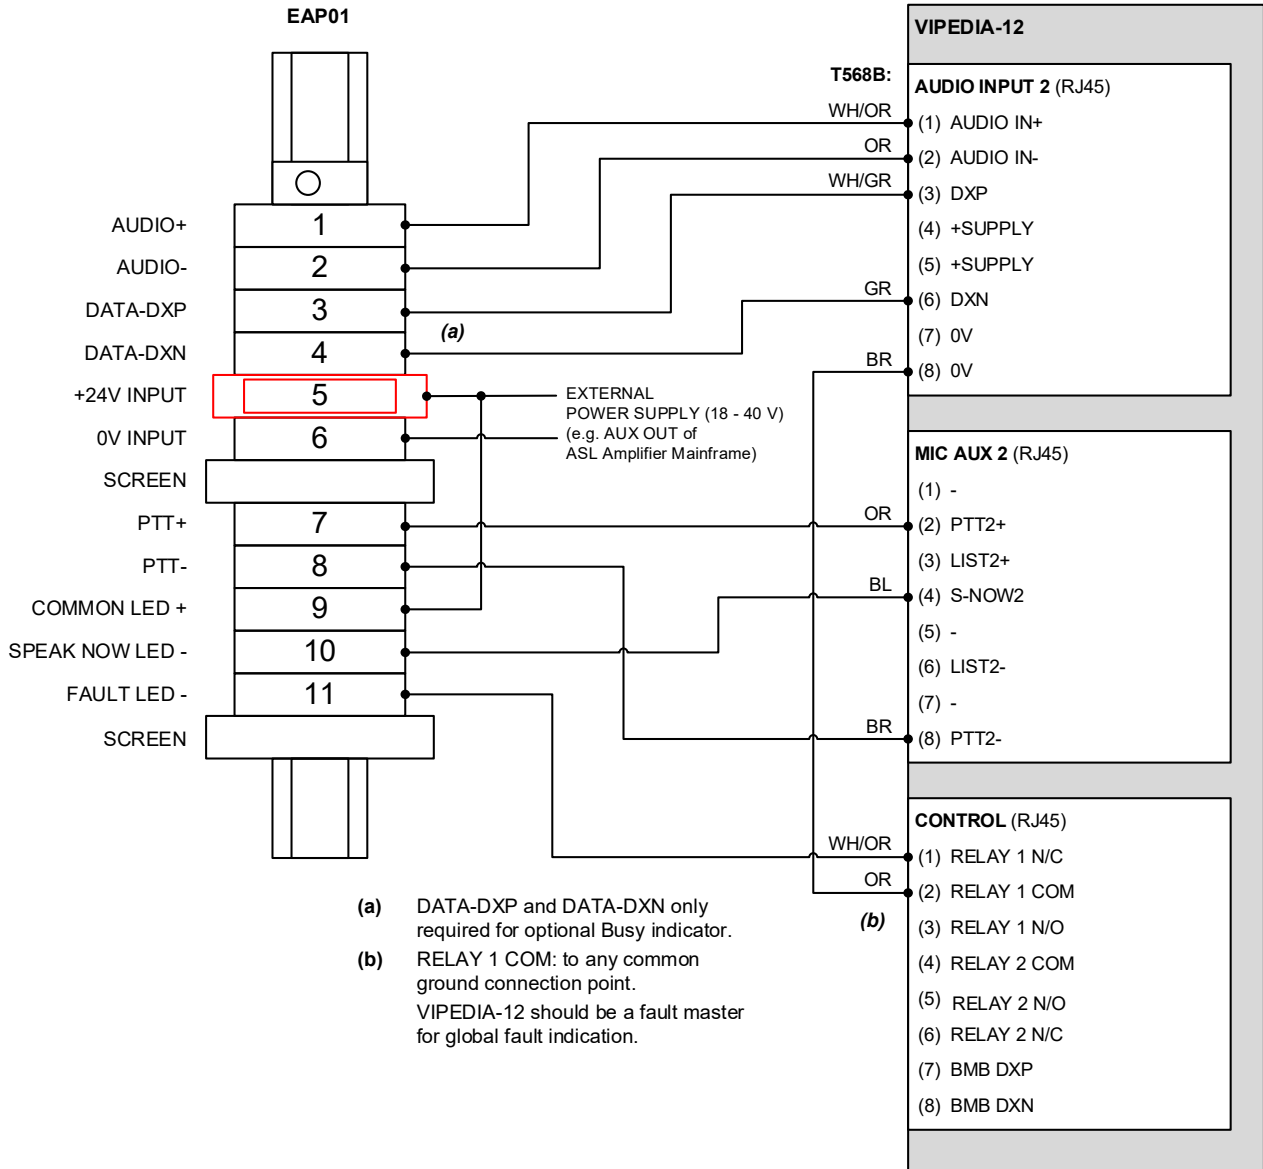 EAP01
AUDIO+ 1
AUDIO- 2
DATA-DXP 3
DATA-DXN 4
+24V INPUT 5
0V INPUT 6
SCREEN
PTT+ 7
PTT- 8
COMMON LED + 9
SPEAK NOW LED - 10
FAULT LED - 11
SCREEN
(a)
EXTERNAL
POWER SUPPLY (18 - 40 V)
(e.g. AUX OUT of
ASL Amplifier Mainframe)
T568B:
VIPEDIA-12
AUDIO INPUT 2 (RJ45)
WH/OR (1) AUDIO IN+
OR (2) AUDIO IN-
WH/GR (3) DXP
(4) +SUPPLY
(5) +SUPPLY
GR (6) DXN
(7) 0V
BR (8) 0V
MIC AUX 2 (RJ45)
(1) -
OR (2) PTT2+
(3) LIST2+
BL (4) S-NOW2
(5) -
(6) LIST2-
(7) -
BR (8) PTT2-
CONTROL (RJ45)
WH/OR (1) RELAY 1 N/C
OR (2) RELAY 1 COM
(b) (3) RELAY 1 N/O
(4) RELAY 2 COM
(5) RELAY 2 N/O
(6) RELAY 2 N/C
(7) BMB DXP
(8) BMB DXN
(a) DATA-DXP and DATA-DXN only
required for optional Busy indicator.
(b) RELAY 1 COM: to any common
ground connection point.
VIPEDIA-12 should be a fault master
for global fault indication.